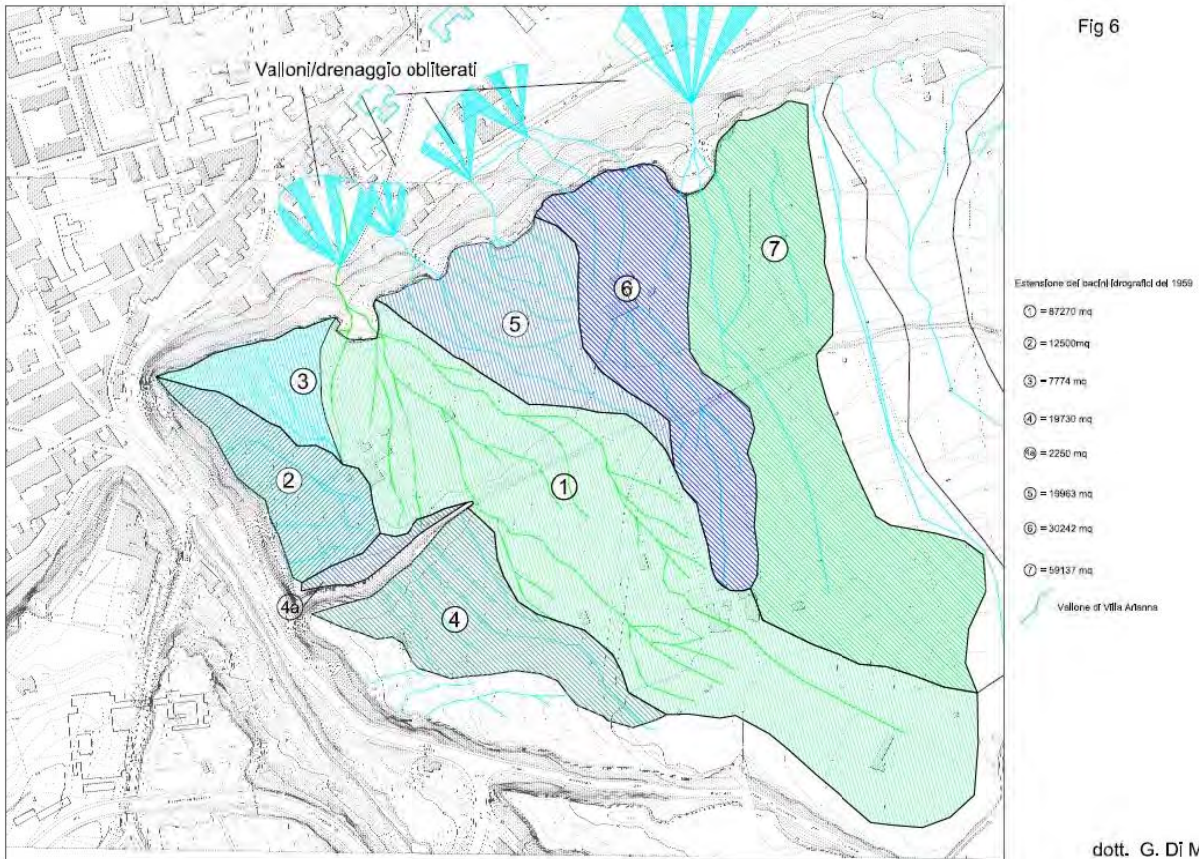 Fig 6
Valloni/drenaggio obliterati
Estensione dei bacini idrografici del 1959
1 = 87270 mq
2 = 12500mq
3 = 7774 mq
4 = 19730 mq
4a = 2250 mq
5 = 19963 mq
6 = 30242 mq
7 = 59137 mq
Vallone di Villa Arianna
7
6
5
3
2
1
4a
4
dott. G. Di M